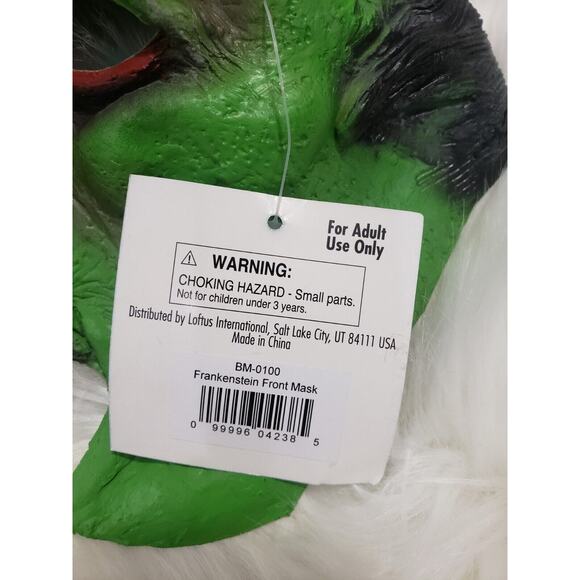 For Adult
Use Only
⚠ WARNING:
CHOKING HAZARD - Small parts.
Not for children under 3 years.
Distributed by Loftus International, Salt Lake City, UT 84111 USA
Made in China
BM-0100
Frankenstein Front Mask
0 99996 04238 5